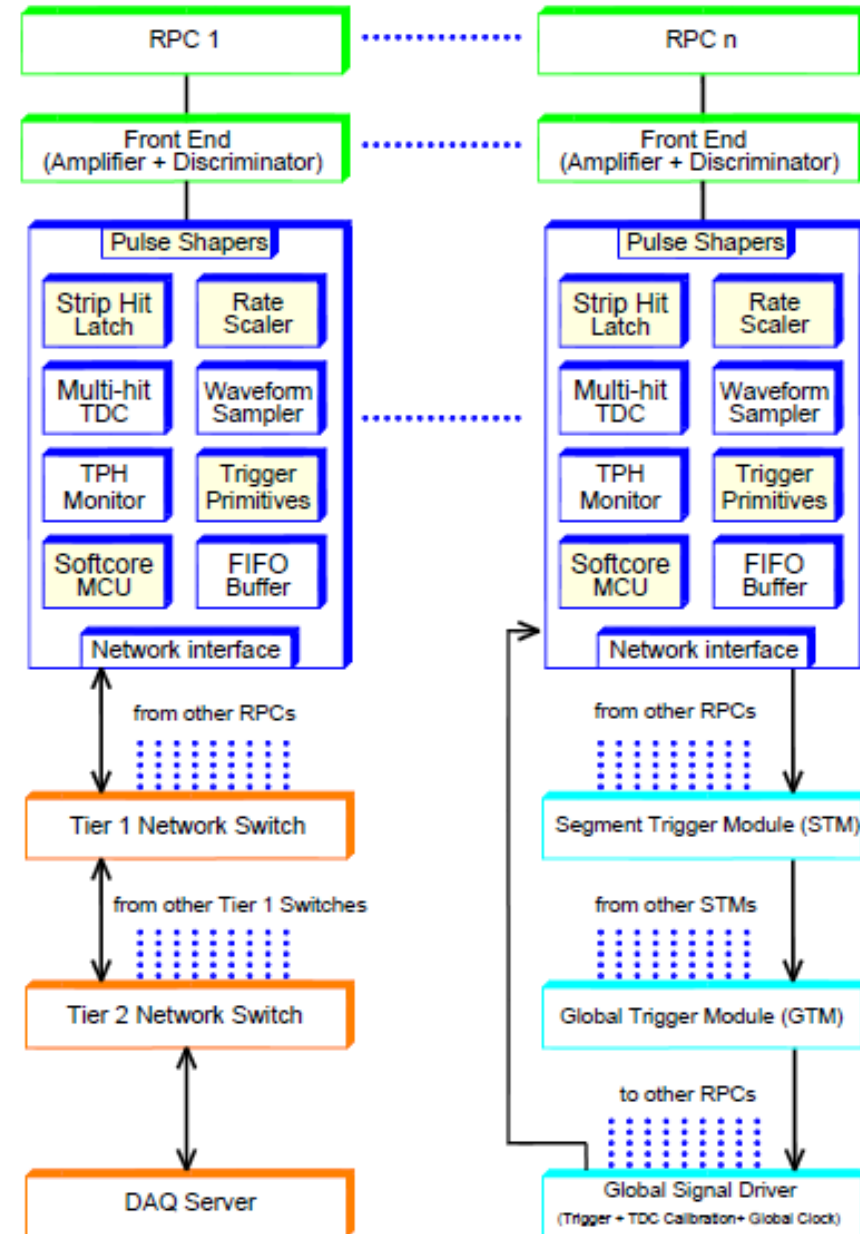 RPC 1
RPC n
Front End
(Amplifier + Discriminator)
Front End
(Amplifier + Discriminator)
Pulse Shapers
Strip Hit
Latch
Rate
Scaler
Multi-hit
TDC
Waveform
Sampler
TPH
Monitor
Trigger
Primitives
Softcore
MCU
FIFO
Buffer
Network interface
Pulse Shapers
Strip Hit
Latch
Rate
Scaler
Multi-hit
TDC
Waveform
Sampler
TPH
Monitor
Trigger
Primitives
Softcore
MCU
FIFO
Buffer
Network interface
from other RPCs
Tier 1 Network Switch
from other Tier 1 Switches
Tier 2 Network Switch
DAQ Server
from other RPCs
Segment Trigger Module (STM)
from other STMs
Global Trigger Module (GTM)
to other RPCs
Global Signal Driver
(Trigger + TDC Calibration+ Global Clock)